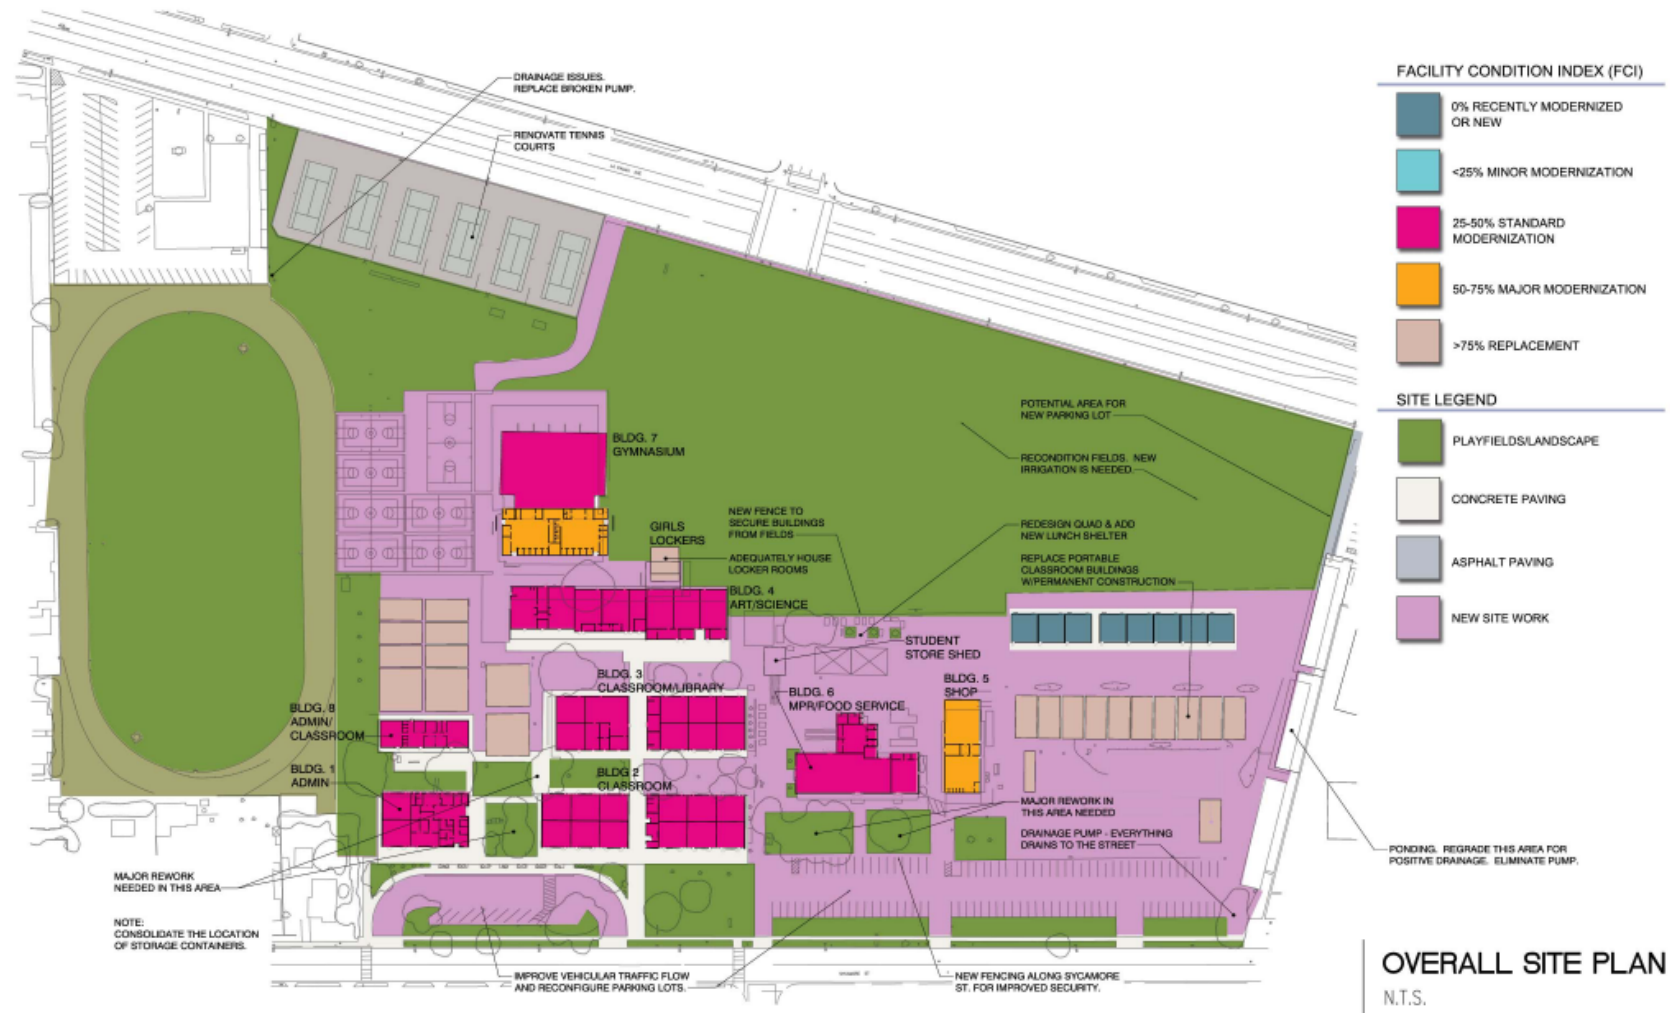 DRAINAGE ISSUES.
REPLACE BROKEN PUMP.
RENOVATE TENNIS
COURTS
BLDG. 7
GYMNASIUM
POTENTIAL AREA FOR
NEW PARKING LOT
RECONDITION FIELDS.  NEW
IRRIGATION IS NEEDED.
NEW FENCE TO
SECURE BUILDINGS
FROM FIELDS
GIRLS
LOCKERS
ADEQUATELY HOUSE
LOCKER ROOMS
REDESIGN QUAD & ADD
NEW LUNCH SHELTER
REPLACE PORTABLE
CLASSROOM BUILDINGS
W/PERMANENT CONSTRUCTION
BLDG. 4
ART/SCIENCE
STUDENT
STORE SHED
BLDG. 3
CLASSROOM/LIBRARY
BLDG. 6
MPR/FOOD SERVICE
BLDG. 5
SHOP
BLDG. 8
ADMIN/
CLASSROOM
BLDG. 1
ADMIN
BLDG 2
CLASSROOM
MAJOR REWORK IN
THIS AREA NEEDED
DRAINAGE PUMP - EVERYTHING
DRAINS TO THE STREET
PONDING.  REGRADE THIS AREA FOR
POSITIVE DRAINAGE.  ELIMINATE PUMP.
MAJOR REWORK
NEEDED IN THIS AREA
NOTE:
CONSOLIDATE THE LOCATION
OF STORAGE CONTAINERS.
IMPROVE VEHICULAR TRAFFIC FLOW
AND RECONFIGURE PARKING LOTS.
NEW FENCING ALONG SYCAMORE
ST. FOR IMPROVED SECURITY.
FACILITY CONDITION INDEX (FCI)
0% RECENTLY MODERNIZED
OR NEW
<25% MINOR MODERNIZATION
25-50% STANDARD
MODERNIZATION
50-75% MAJOR MODERNIZATION
>75% REPLACEMENT
SITE LEGEND
PLAYFIELDS/LANDSCAPE
CONCRETE PAVING
ASPHALT PAVING
NEW SITE WORK
OVERALL SITE PLAN
N.T.S.